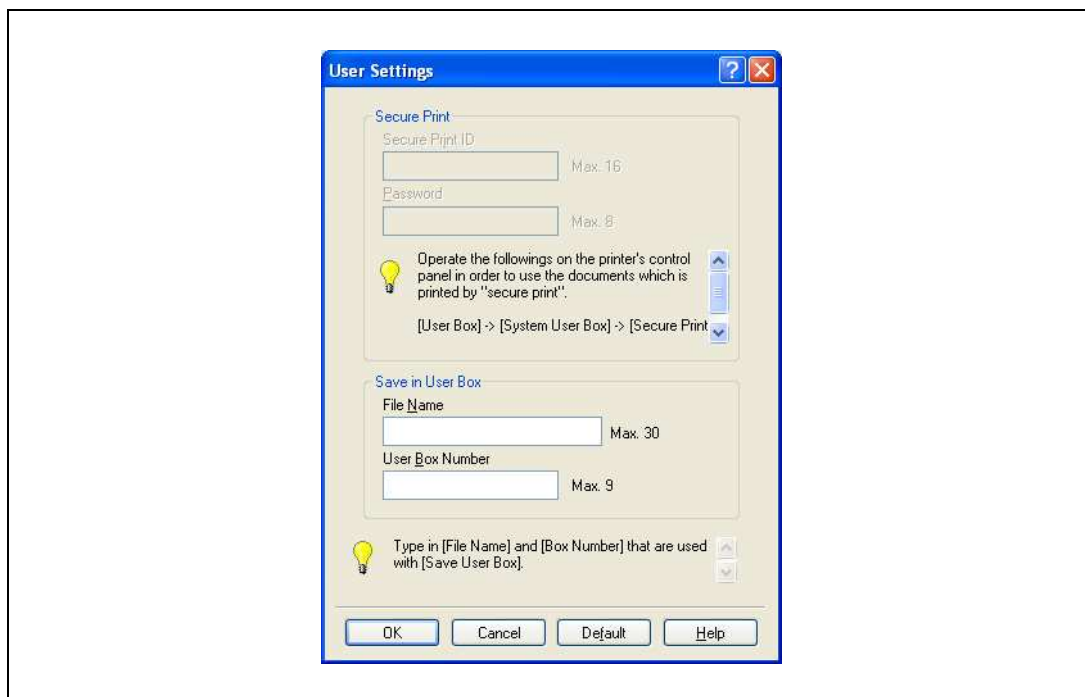 User Settings
Secure Print
Secure Print ID
Max. 16
Password
Max. 8
Operate the followings on the printer's control
panel in order to use the documents which is
printed by "secure print".
[User Box] -> [System User Box] -> [Secure Print
Save in User Box
File Name
Max. 30
User Box Number
Max. 9
Type in [File Name] and [Box Number] that are used
with [Save User Box].
OK
Cancel
Default
Help